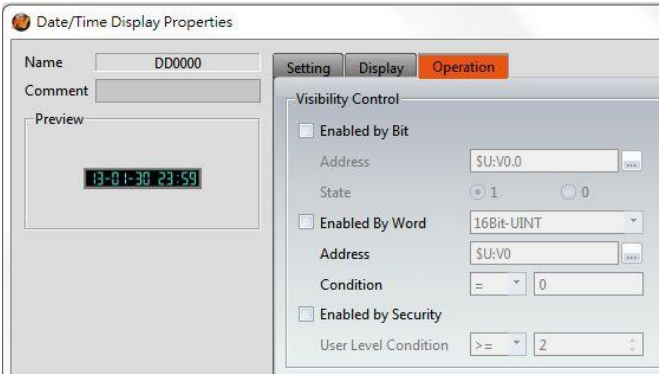 Date/Time Display Properties
Name DD0000
Comment
Preview
13-01-30 23:59
Setting Display Operation
Visibility Control
Enabled by Bit
Address $U:V0.0 ...
State 1 0
Enabled By Word 16Bit-UINT
Address $U:V0 ...
Condition = 0
Enabled by Security
User Level Condition >= 2